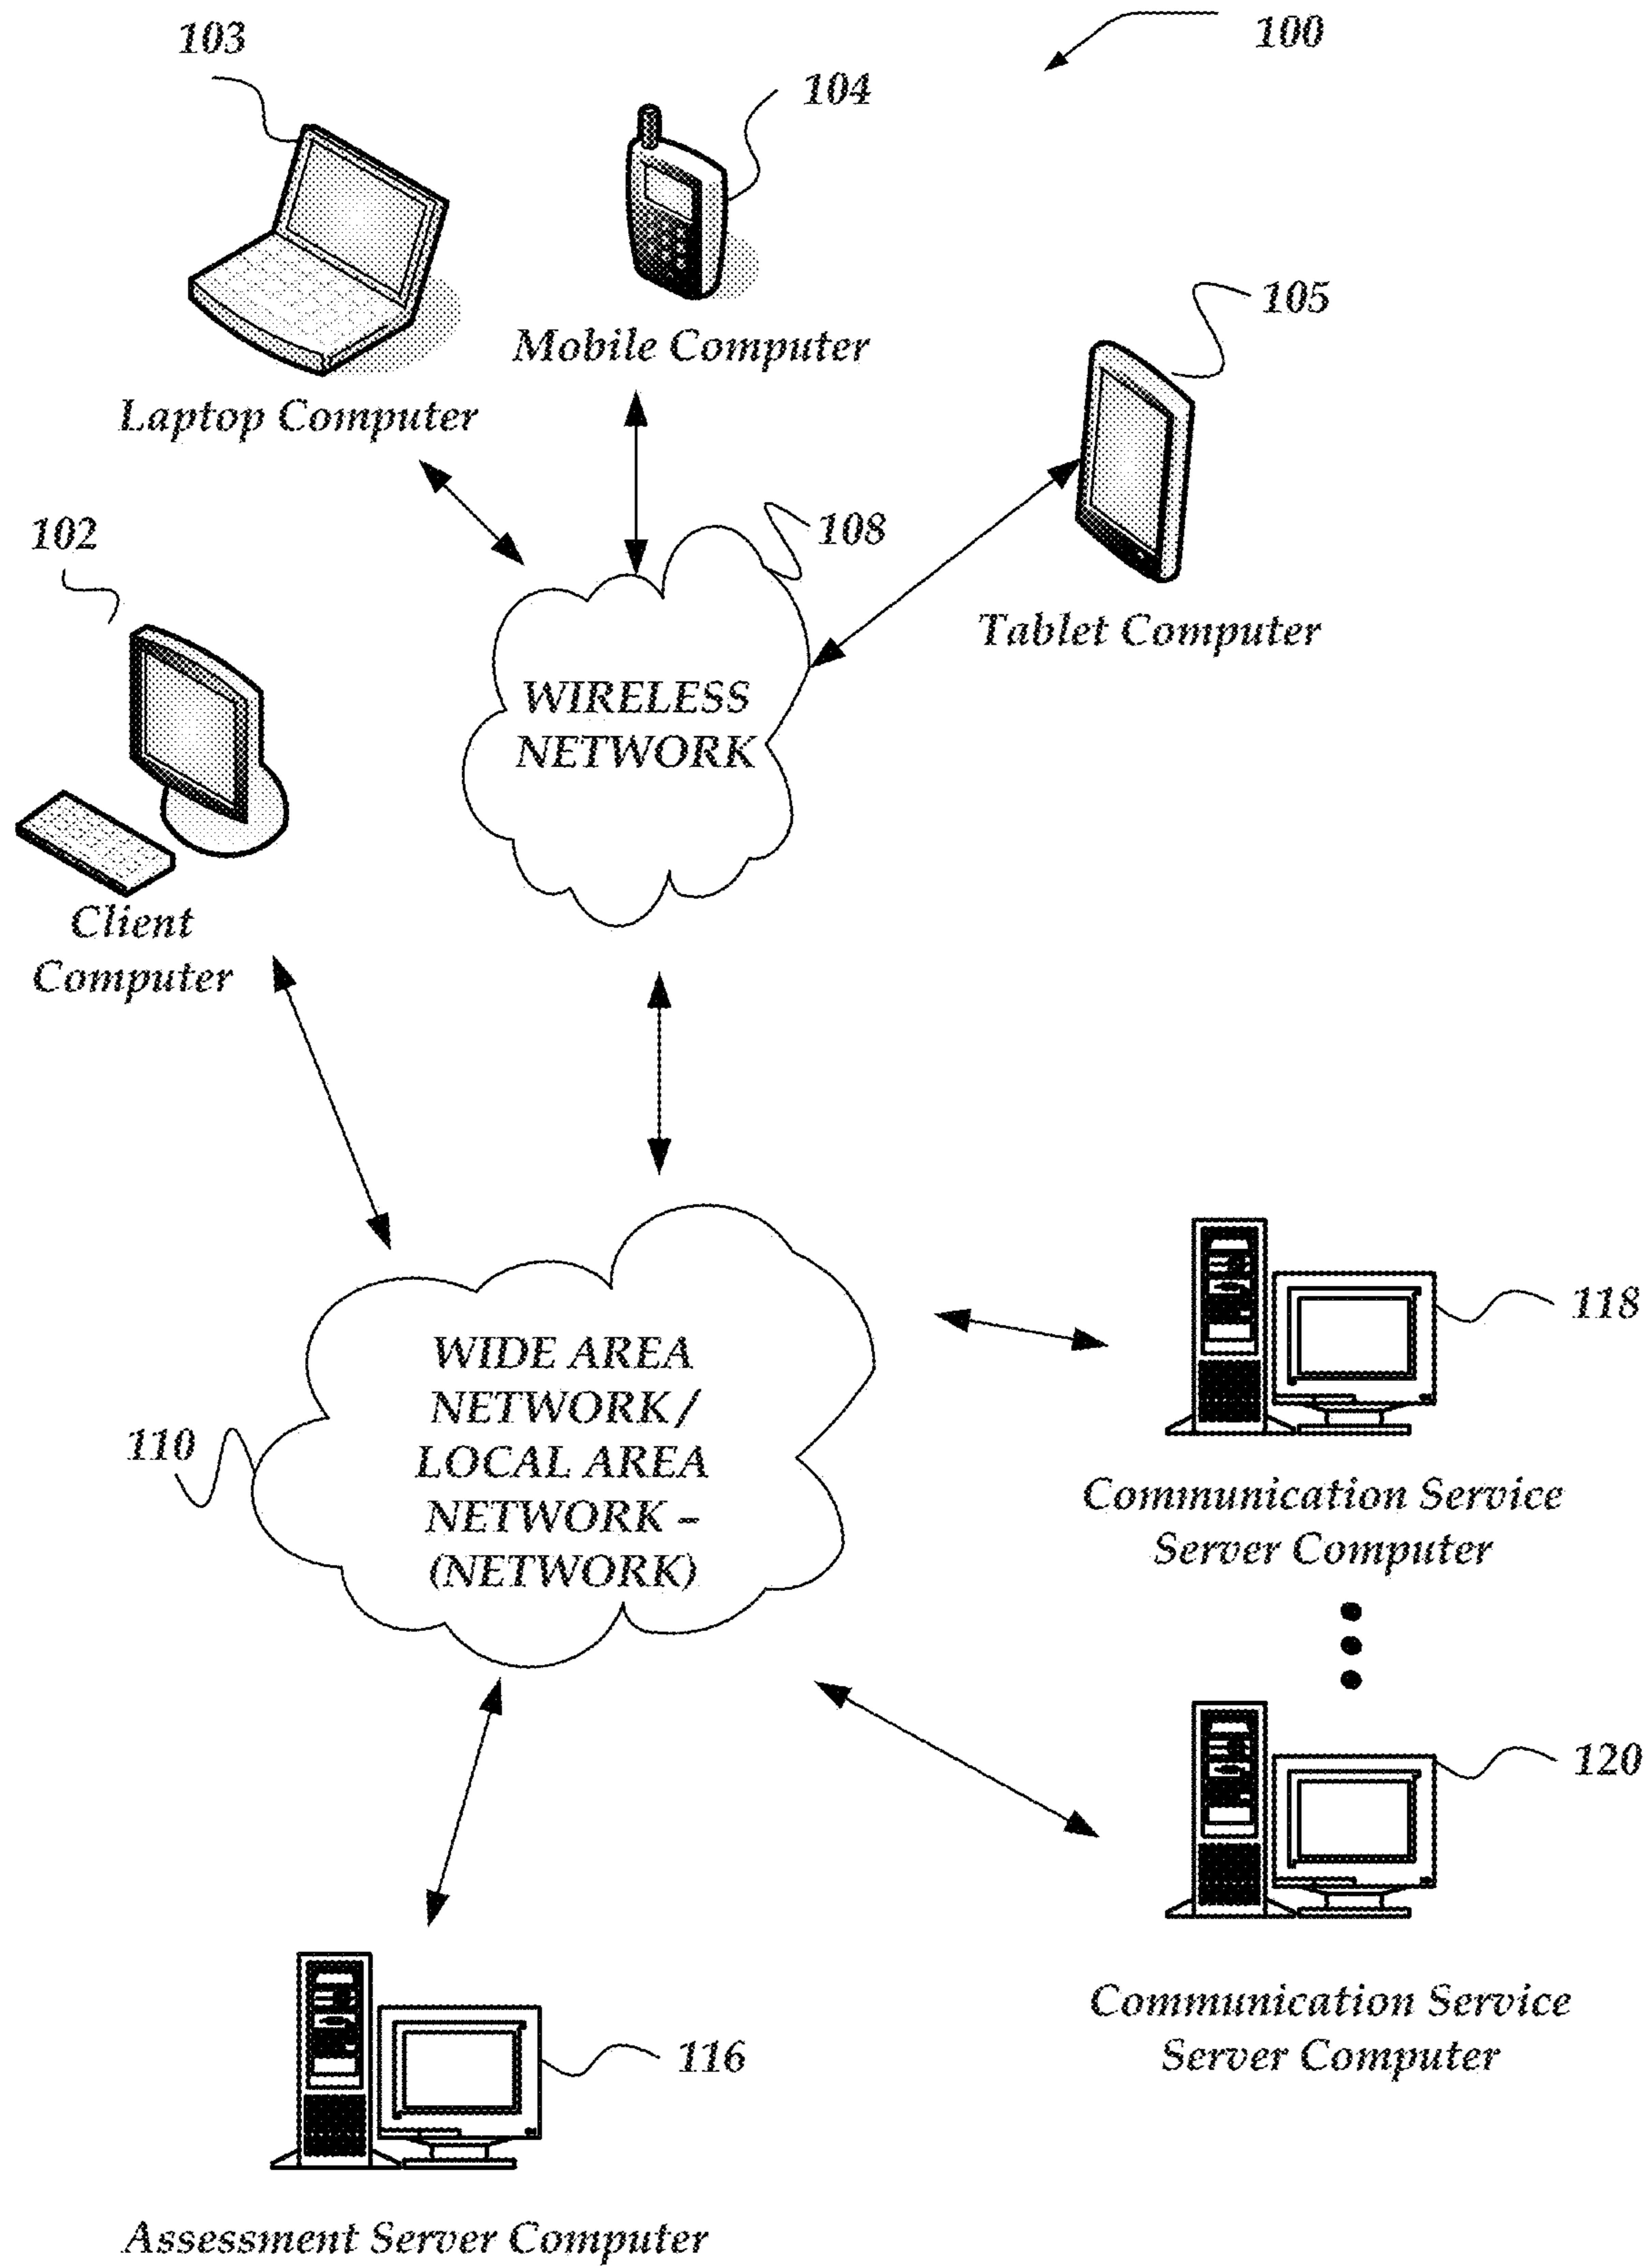 100
103
104
Mobile Computer
105
Laptop Computer
102
108
Tablet Computer
WIRELESS
NETWORK
Client
Computer
WIDE AREA
NETWORK /
LOCAL AREA
NETWORK –
(NETWORK)
110
118
Communication Service
Server Computer
120
Communication Service
Server Computer
116
Assessment Server Computer